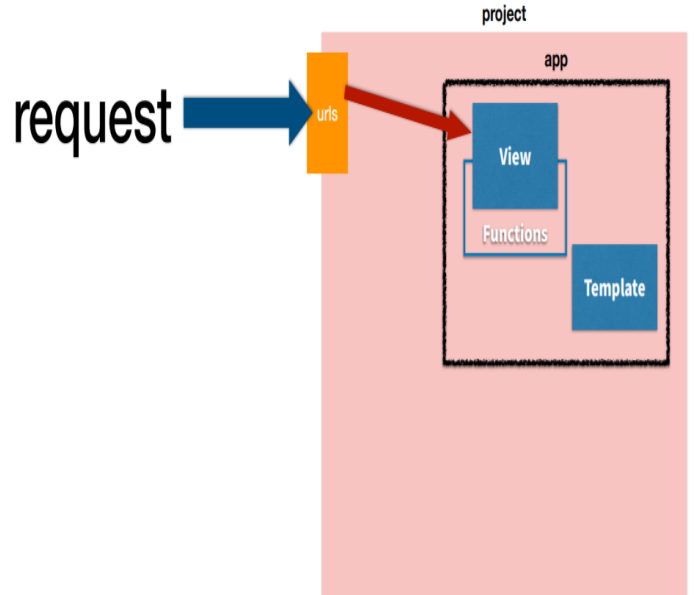 project
app
request
urls
View
Functions
Template